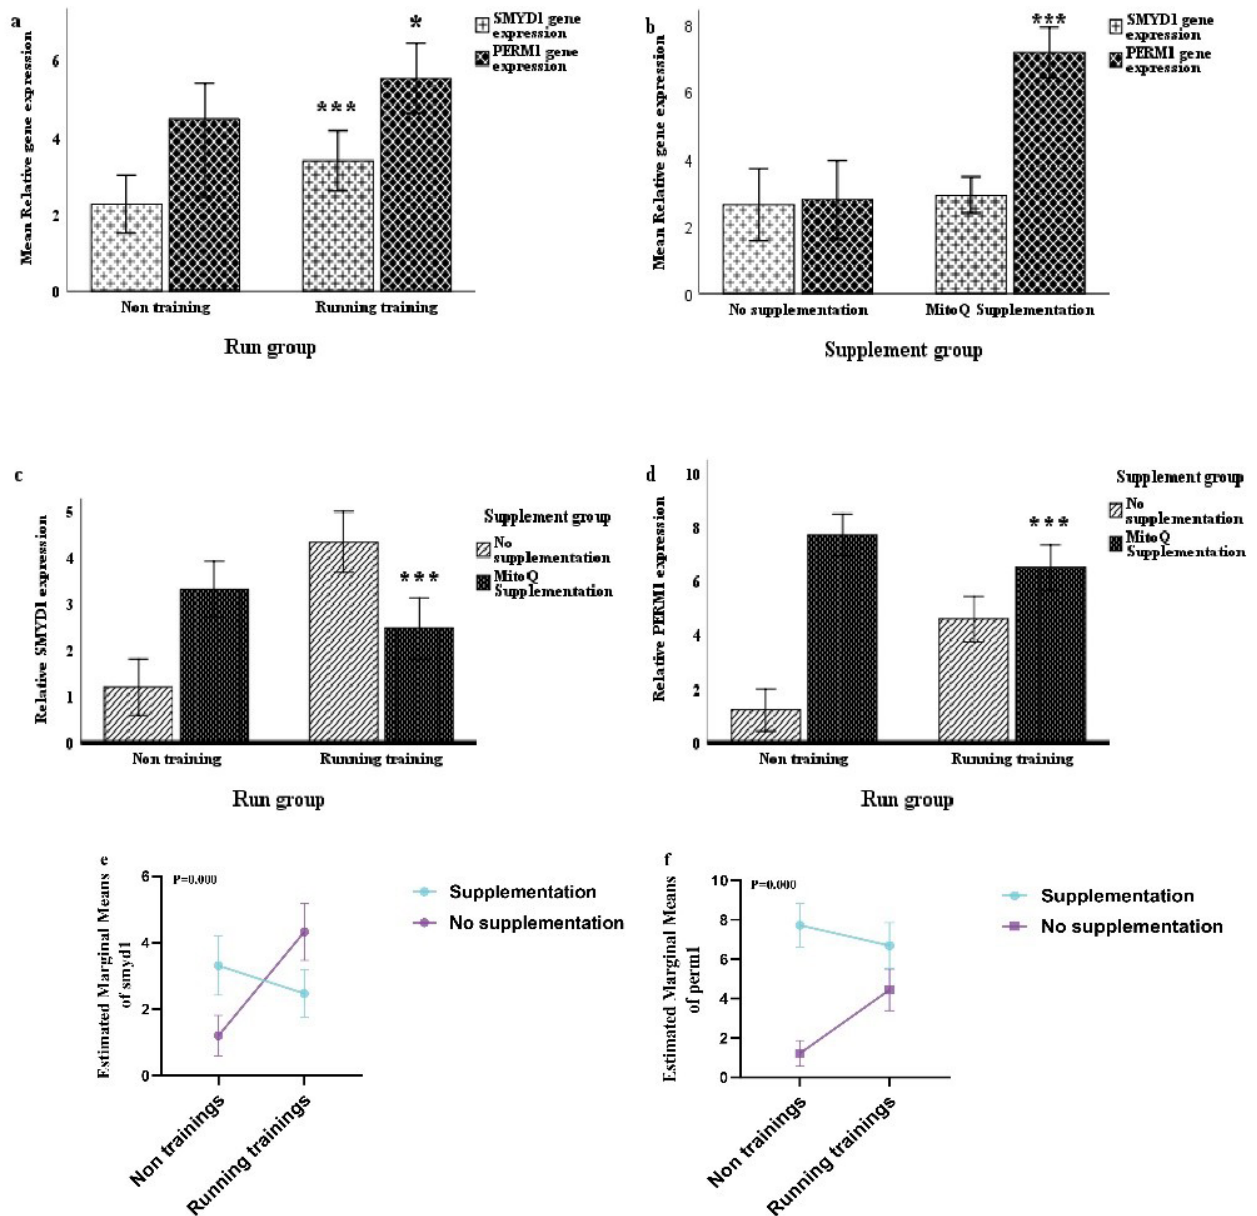 a
Mean Relative gene expression
6
4
2
0
***
*
SMYD1 gene
expression
PERM1 gene
expression
Non training
Running training
Run group
b
Mean Relative gene expression
8
6
4
2
0
***
SMYD1 gene
expression
PERM1 gene
expression
No supplementation
MitoQ Supplementation
Supplement group
c
Relative SMYD1 expression
5
4
3
2
1
0
***
Supplement group
No
supplementation
MitoQ
Supplementation
Non training
Running training
Run group
d
Relative PERM1 expression
10
8
6
4
2
0
***
Supplement group
No
supplementation
MitoQ
Supplementation
Non training
Running training
Run group
e
P=0.000
Estimated Marginal Means
of smyd1
6
4
2
0
Supplementation
No supplementation
Non trainings
Running trainings
f
P=0.000
Estimated Marginal Means
of perm1
10
8
6
4
2
0
Supplementation
No supplementation
Non trainings
Running trainings